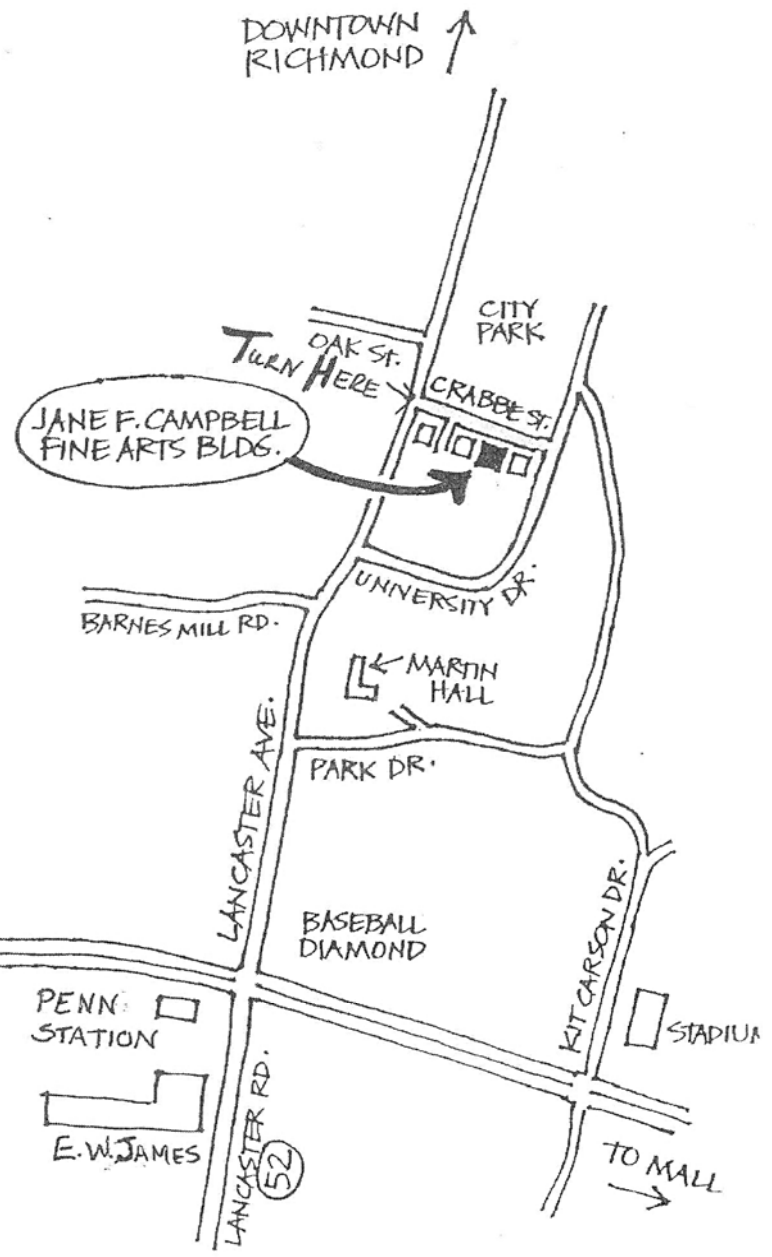 DOWNTOWN
RICHMOND
CITY
PARK
OAK ST.
TURN
HERE
CRABBE ST.
JANE F. CAMPBELL
FINE ARTS BLDG.
UNIVERSITY DR.
BARNES MILL RD.
MARTIN
HALL
PARK DR.
LANCASTER AVE.
BASEBALL
DIAMOND
KIT CARSON DR.
PENN
STATION
STADIUM
E.W. JAMES
LANCASTER RD.
52
TO MALL